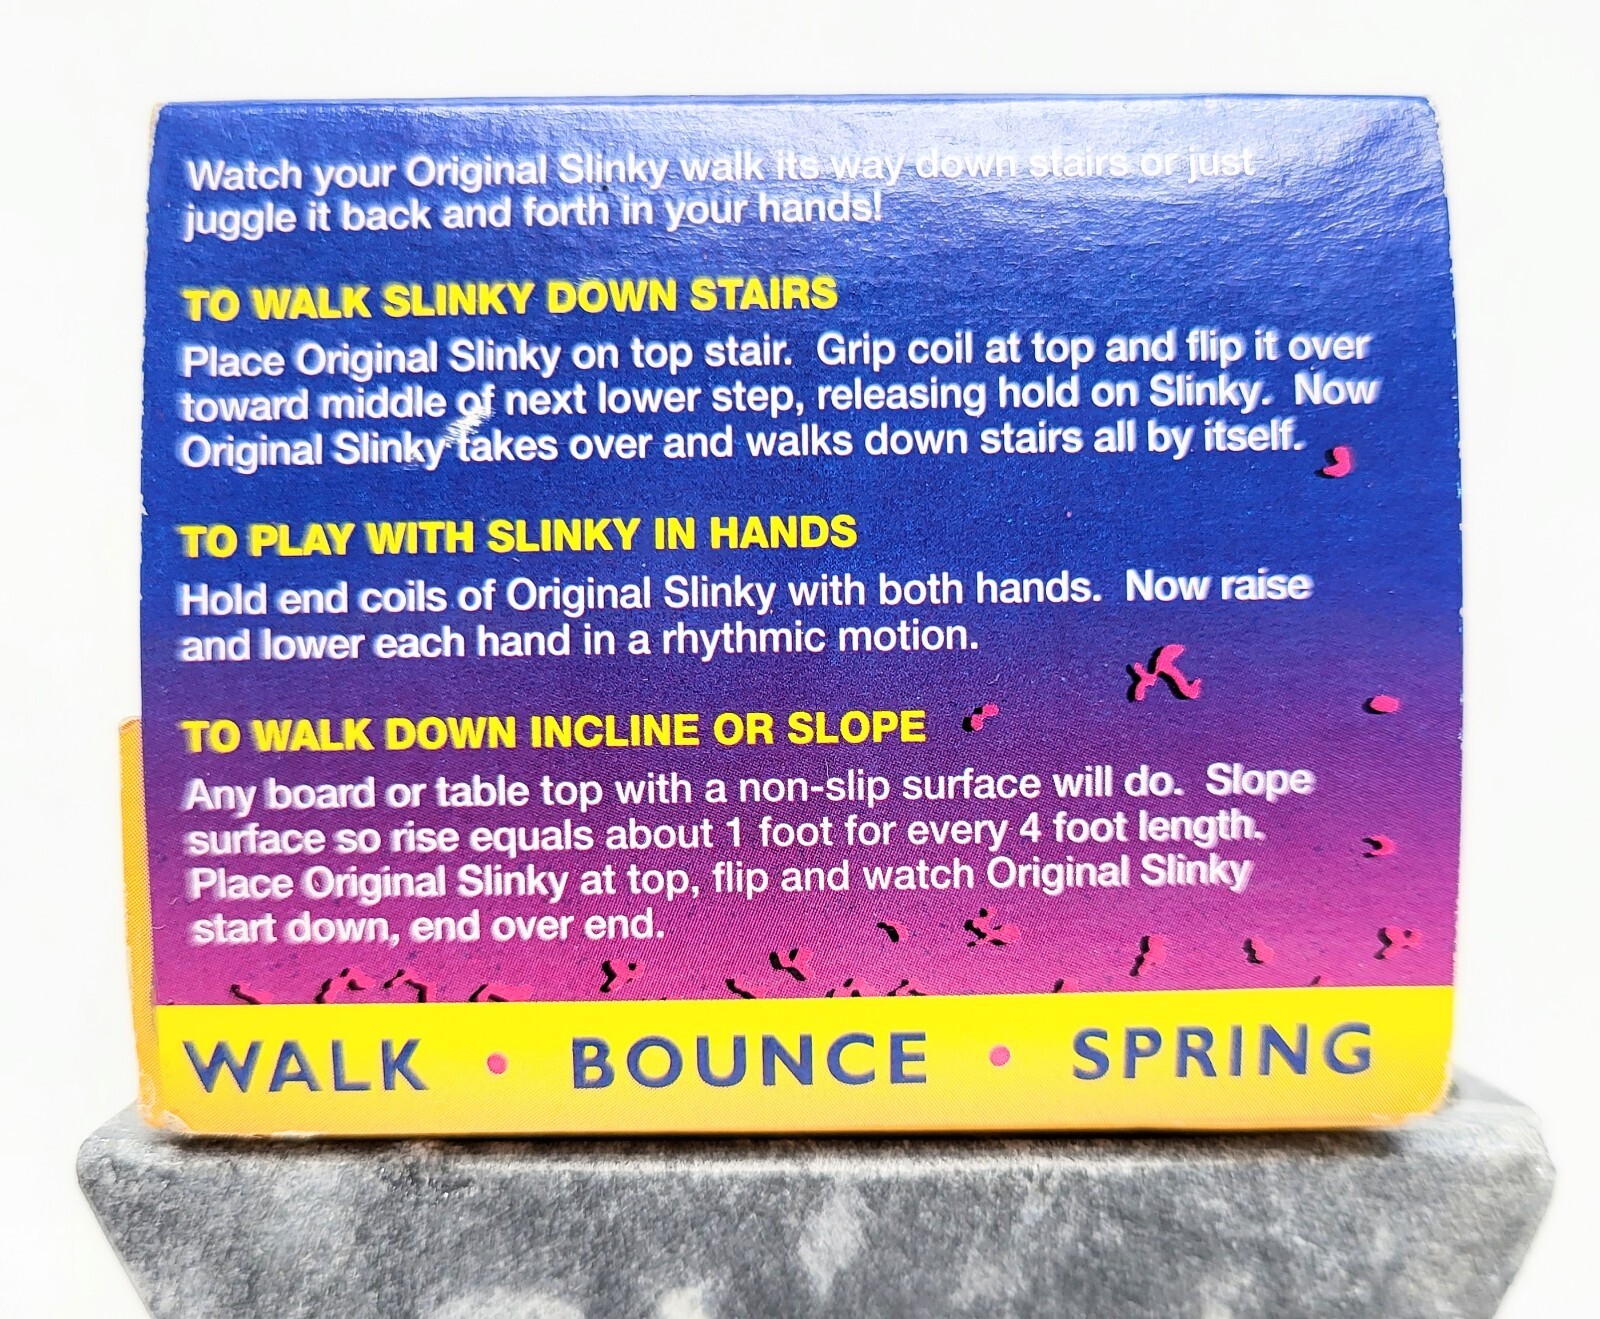 Watch your Original Slinky walk its way down stairs or just
juggle it back and forth in your hands!
TO WALK SLINKY DOWN STAIRS
Place Original Slinky on top stair. Grip coil at top and flip it over
toward middle of next lower step, releasing hold on Slinky. Now
Original Slinky takes over and walks down stairs all by itself.
TO PLAY WITH SLINKY IN HANDS
Hold end coils of Original Slinky with both hands. Now raise
and lower each hand in a rhythmic motion.
TO WALK DOWN INCLINE OR SLOPE
Any board or table top with a non-slip surface will do. Slope
surface so rise equals about 1 foot for every 4 foot length.
Place Original Slinky at top, flip and watch Original Slinky
start down, end over end.
WALK • BOUNCE • SPRING